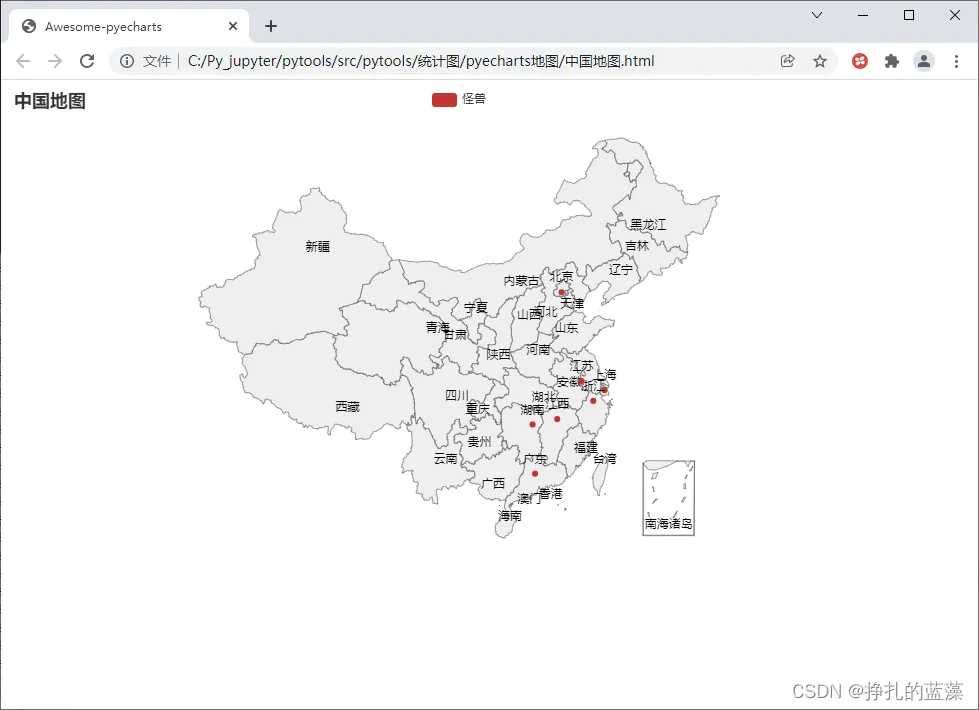 Awesome-pyecharts
文件 C:/Py_jupyter/pytools/src/pytools/统计图/pyecharts地图/中国地图.html
中国地图
怪兽
黑龙江
新疆
吉林
辽宁
内蒙古
北京
天津
宁夏
山西
河北
青海
甘肃
山东
陕西
河南
江苏
上海
安徽
浙江
四川
湖北
重庆
西藏
湖南
江西
贵州
福建
云南
广东
台湾
广西
澳门
香港
海南
南海诸岛
CSDN @挣扎的蓝藻